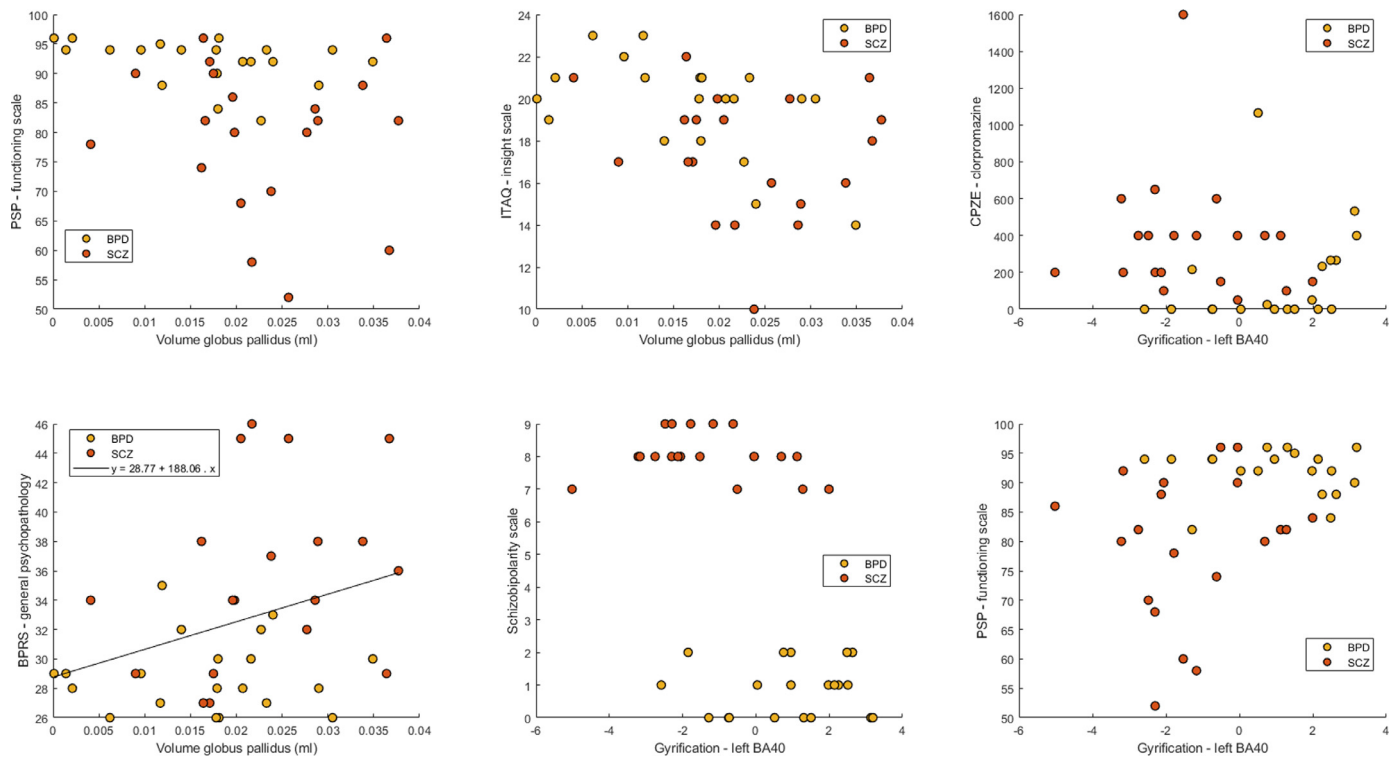 100
95
90
85
80
75
70
65
60
55
50
PSP - functioning scale
BPD
SCZ
0 0.005 0.01 0.015 0.02 0.025 0.03 0.035 0.04
Volume globus pallidus (ml)
24
22
20
18
16
14
12
10
ITAQ - insight scale
BPD
SCZ
0 0.005 0.01 0.015 0.02 0.025 0.03 0.035 0.04
Volume globus pallidus (ml)
1600
1400
1200
1000
800
600
400
200
0
CPZE - clorpromazine
BPD
SCZ
-6 -4 -2 0 2 4
Gyrification - left BA40
46
44
42
40
38
36
34
32
30
28
26
BPRS - general psychopathology
BPD
SCZ
y = 28.77 + 188.06 . x
0 0.005 0.01 0.015 0.02 0.025 0.03 0.035 0.04
Volume globus pallidus (ml)
9
8
7
6
5
4
3
2
1
0
Schizobipolarity scale
BPD
SCZ
-6 -4 -2 0 2 4
Gyrification - left BA40
100
95
90
85
80
75
70
65
60
55
50
PSP - functioning scale
BPD
SCZ
-6 -4 -2 0 2 4
Gyrification - left BA40